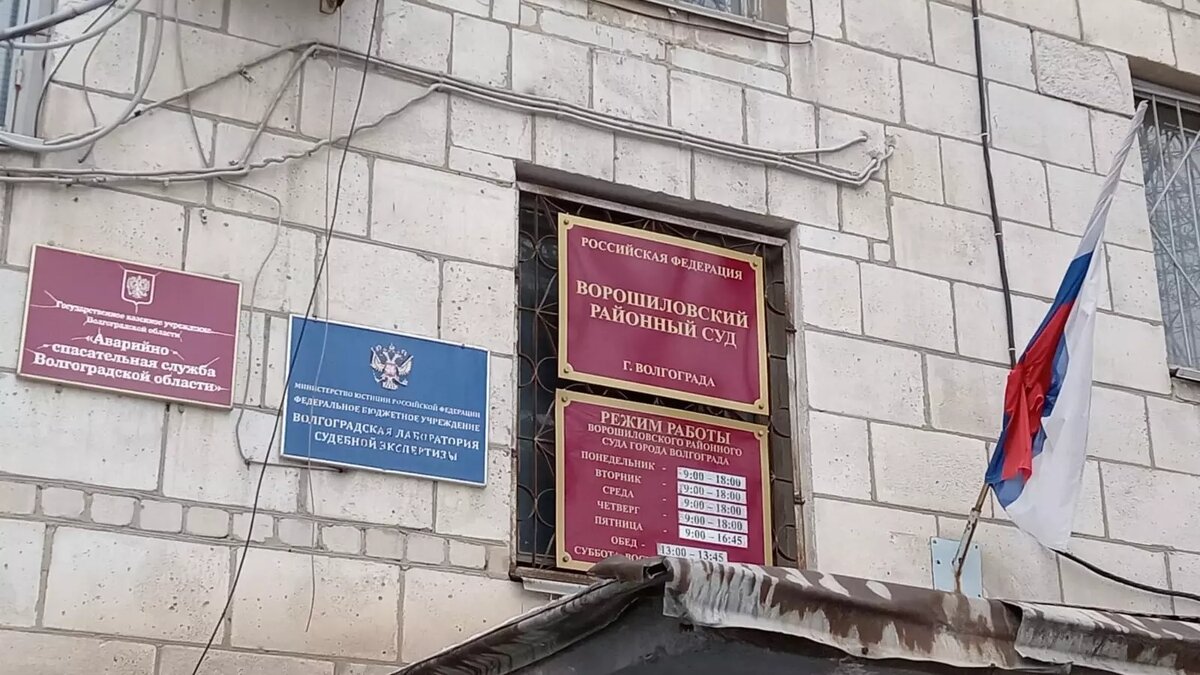 Государственное казенное учреждение
Волгоградской области
«Аварийно
спасательная служба
Волгоградской области»
МИНИСТЕРСТВО ЮСТИЦИИ РОССИЙСКОЙ ФЕДЕРАЦИИ
ФЕДЕРАЛЬНОЕ БЮДЖЕТНОЕ УЧРЕЖДЕНИЕ
ВОЛГОГРАДСКАЯ ЛАБОРАТОРИЯ
СУДЕБНОЙ ЭКСПЕРТИЗЫ
РОССИЙСКАЯ ФЕДЕРАЦИЯ
ВОРОШИЛОВСКИЙ
РАЙОННЫЙ СУД
Г. ВОЛГОГРАДА
РЕЖИМ РАБОТЫ
ВОРОШИЛОВСКОГО РАЙОННОГО
СУДА ГОРОДА ВОЛГОГРАДА
ПОНЕДЕЛЬНИК - 9:00 – 18:00
ВТОРНИК - 9:00 – 18:00
СРЕДА - 9:00 – 18:00
ЧЕТВЕРГ - 9:00 – 18:00
ПЯТНИЦА - 9:00 – 16:45
ОБЕД - 13:00 – 13:45
СУББОТА